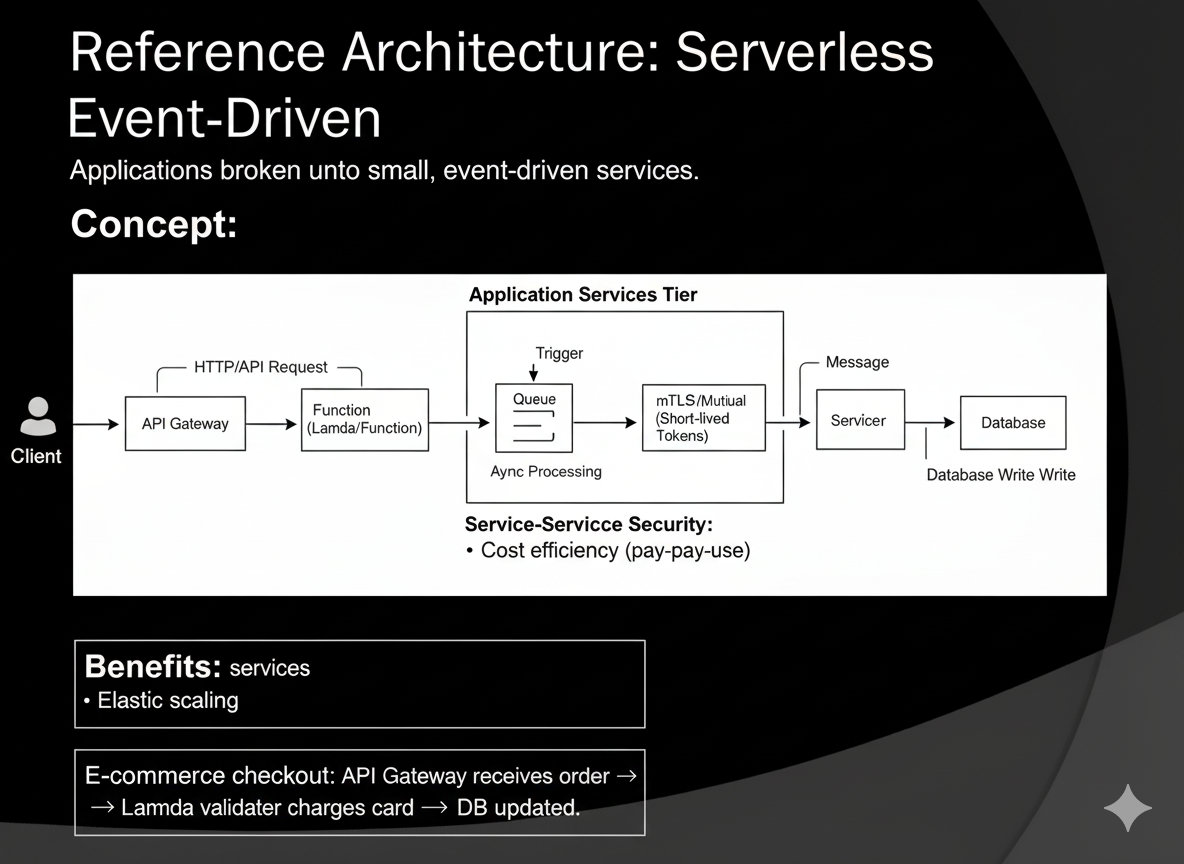 Reference Architecture: Serverless
Event-Driven
Applications broken unto small, event-driven services.
Concept:
Application Services Tier
HTTP/API Request
Trigger
Message
Client
API Gateway
Function
(Lamda/Function)
Queue
Aync Processing
mTLS/Mutiual
(Short-lived
Tokens)
Servicer
Database
Database Write Write
Service-Servicce Security:
• Cost efficiency (pay-pay-use)
Benefits: services
• Elastic scaling
E-commerce checkout: API Gateway receives order →
→ Lamda validater charges card → DB updated.